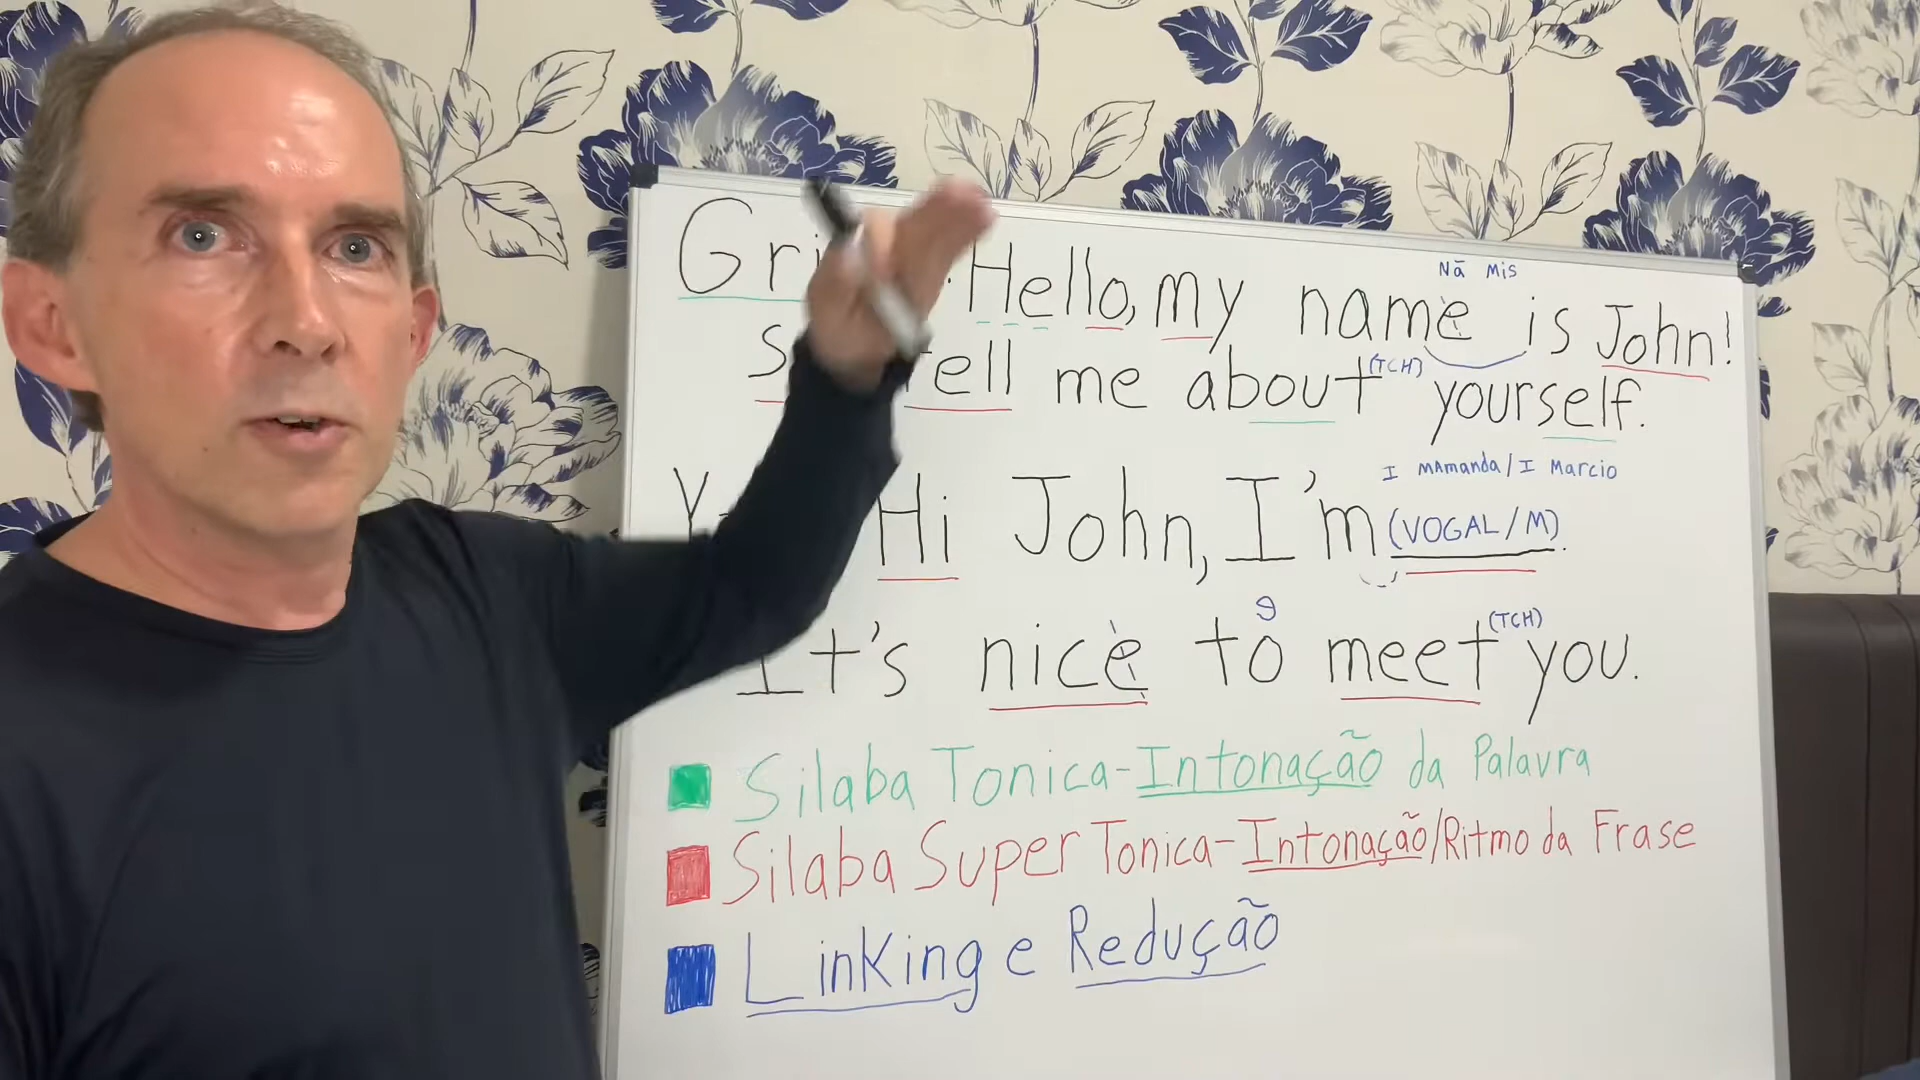 Nã Mis
Hello, my name is John!
tell me about (TCH) yourself.
I mAmanda/I Marcio
Hi John, I'm (VOGAL/M).
It's nice to meet (TCH) you.
Silaba Tonica-Intonação da Palavra
Silaba Super Tonica-Intonação/Ritmo da Frase
Linking e Redução